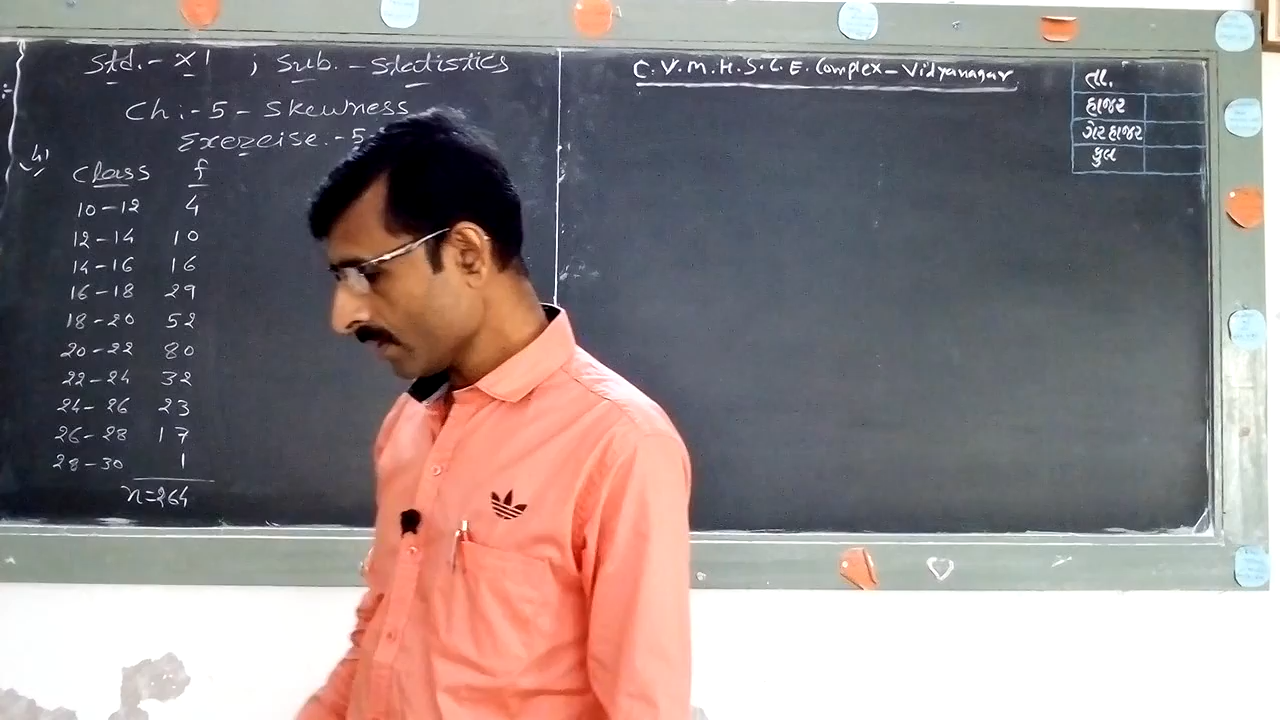 Std.- XI ; Sub. - Statistics
Ch:-5 - Skewness
Exercise.-5
class f
10-12 4
12-14 10
14-16 16
16-18 29
18-20 52
20-22 80
22-24 32
24-26 23
26-28 17
28-30 1
n=264
C.V.M.H.S.C.E. Complex-Vidyanagar
તા.
હાજર
ગેરહાજર
કુલ